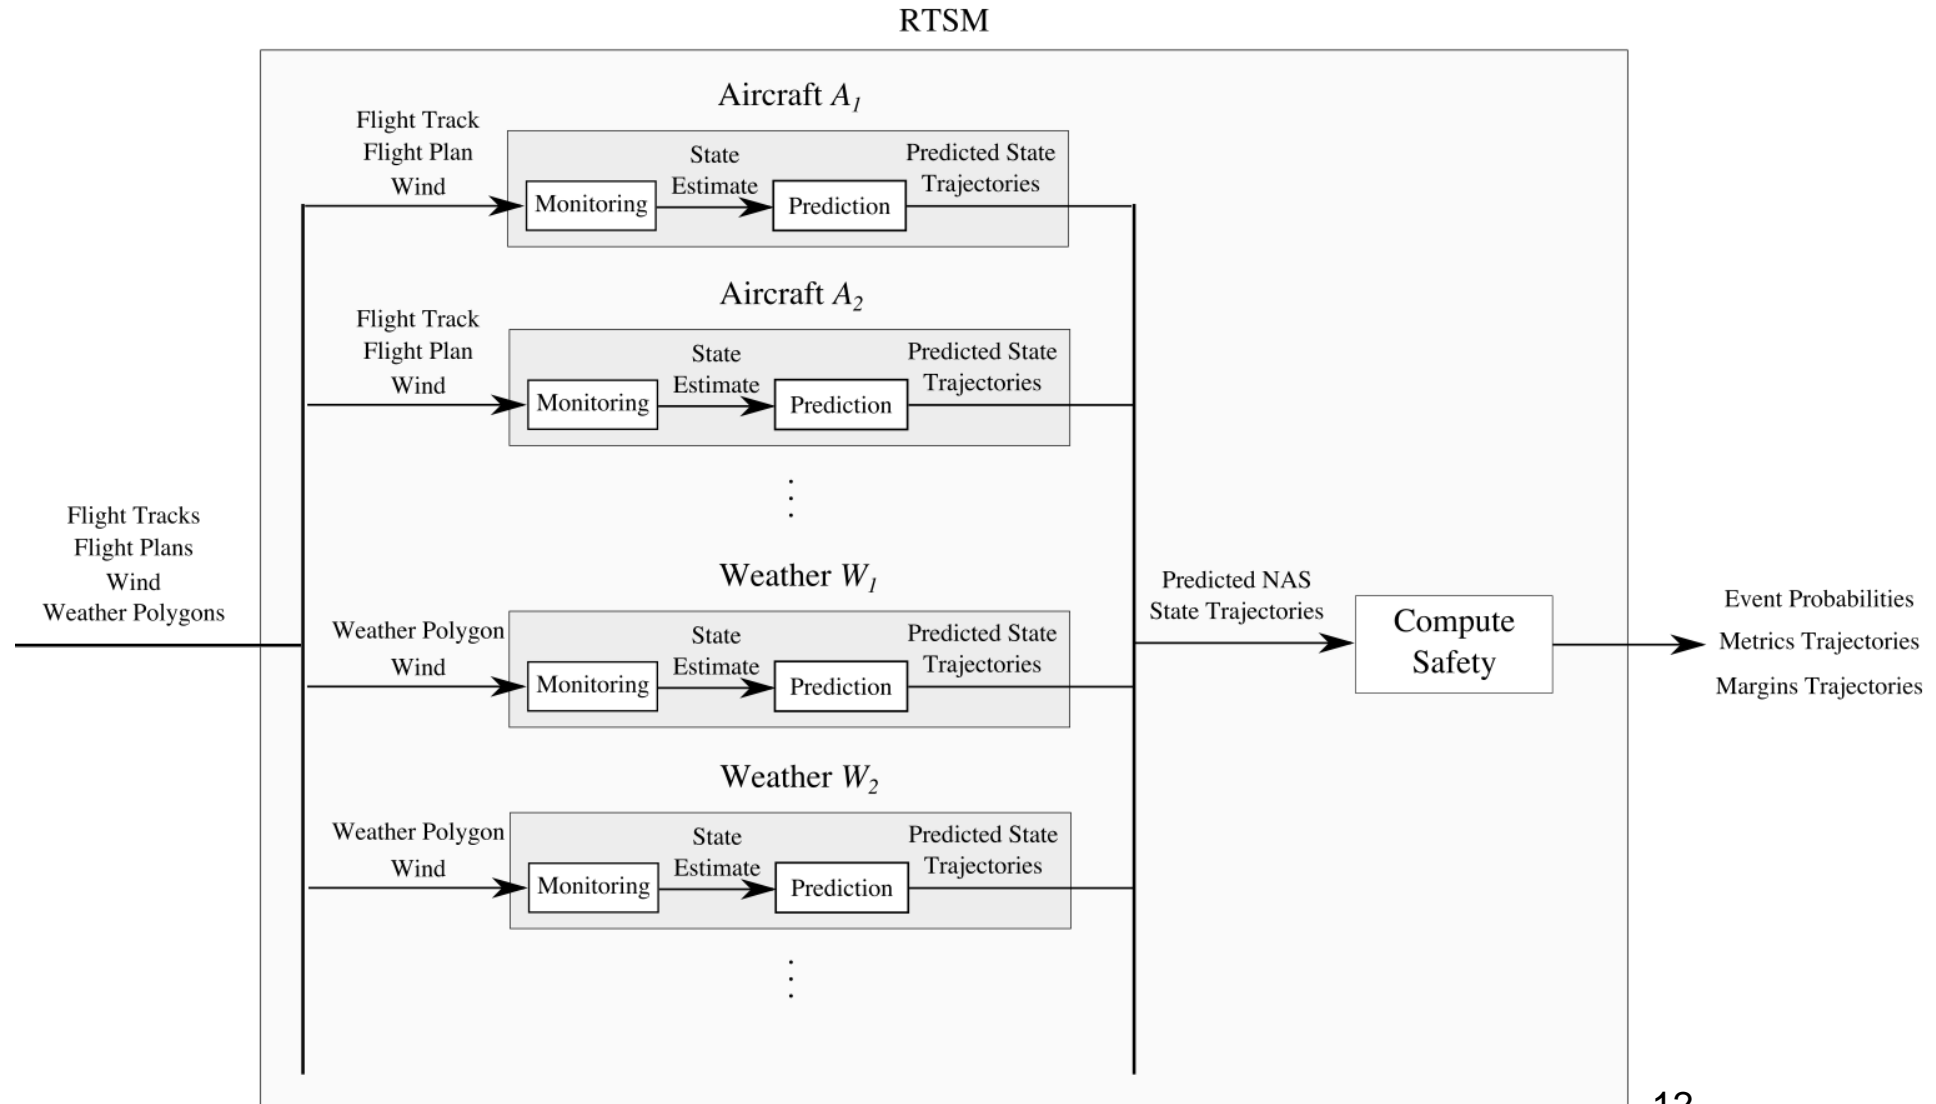 RTSM
Aircraft A1
Flight Track
Flight Plan
Wind
Monitoring
State
Estimate
Prediction
Predicted State
Trajectories
Aircraft A2
Flight Track
Flight Plan
Wind
Monitoring
State
Estimate
Prediction
Predicted State
Trajectories
Flight Tracks
Flight Plans
Wind
Weather Polygons
Weather W1
Weather Polygon
Wind
Monitoring
State
Estimate
Prediction
Predicted State
Trajectories
Weather W2
Weather Polygon
Wind
Monitoring
State
Estimate
Prediction
Predicted State
Trajectories
Predicted NAS
State Trajectories
Compute
Safety
Event Probabilities
Metrics Trajectories
Margins Trajectories